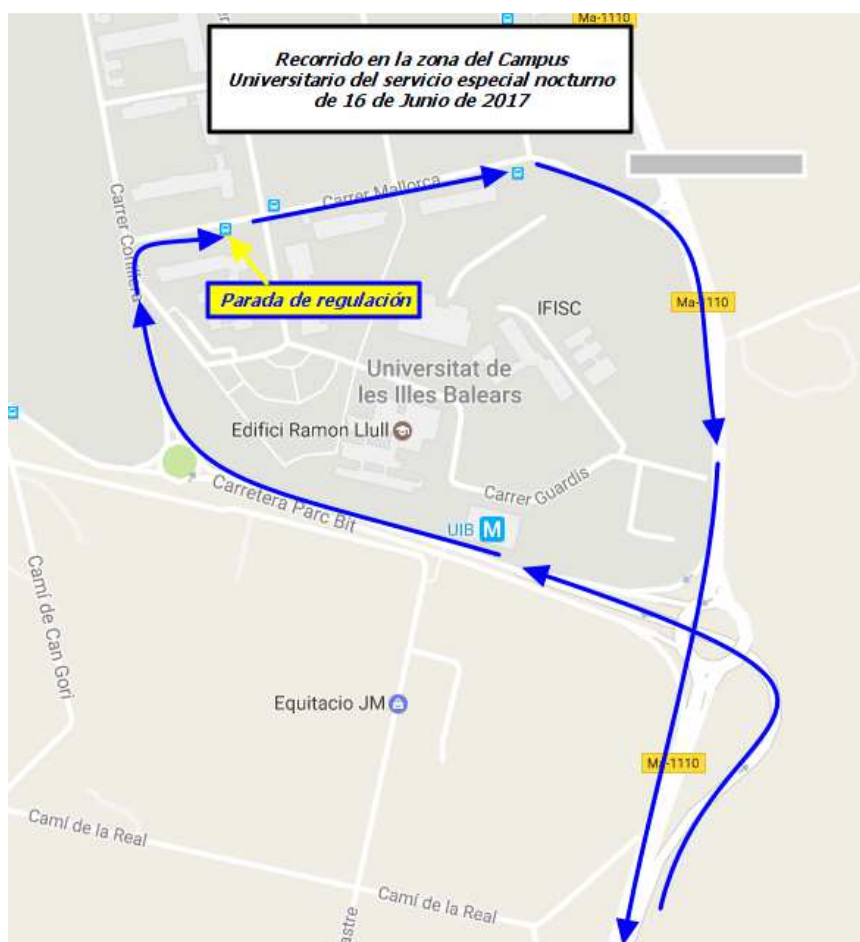 Ma-1110
Recorrido en la zona del Campus
Universitario del servicio especial nocturno
de 16 de Junio de 2017
Carrer Mallorca
Carrer Conillera
Parada de regulación
Ma-1110
IFISC
Universitat de
les Illes Balears
Edifici Ramon Llull
Carrer Guardis
Carretera Parc Bit
UIB M
Camí de Can Gori
Equitacio JM
Ma-1110
Camí de la Real
Camí de la Real
astre